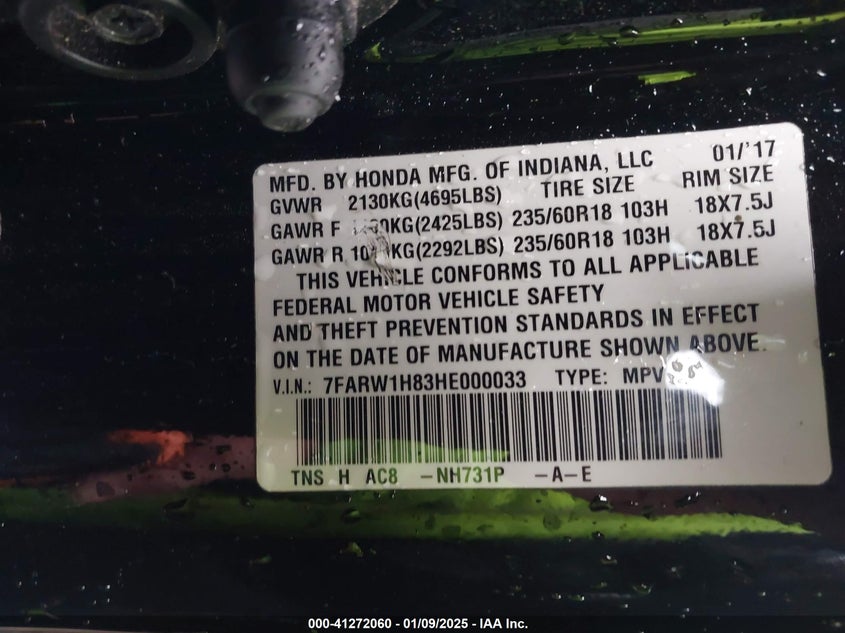 MFD. BY HONDA MFG. OF INDIANA, LLC 01/'17
GVWR 2130KG(4695LBS) TIRE SIZE RIM SIZE
GAWR F (2425LBS) 235/60R18 103H 18X7.5J
GAWR R (2292LBS) 235/60R18 103H 18X7.5J
THIS VEHICLE CONFORMS TO ALL APPLICABLE
FEDERAL MOTOR VEHICLE SAFETY
AND THEFT PREVENTION STANDARDS IN EFFECT
ON THE DATE OF MANUFACTURE SHOWN ABOVE.
V.I.N.: 7FARW1H83HE000033 TYPE: MPV
TNS H AC8 -NH731P -A-E
000-41272060 - 01/09/2025 - IAA Inc.